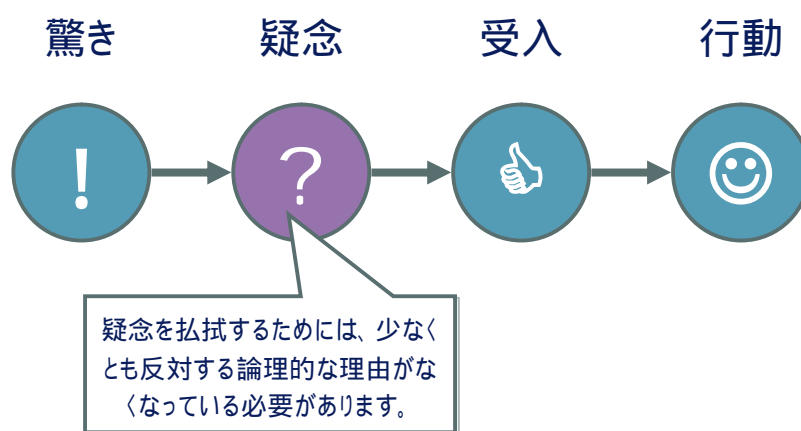 驚き 疑念 受入 行動
! ?
疑念を払拭するためには、少なく
とも反対する論理的な理由がな
くなっている必要があります。